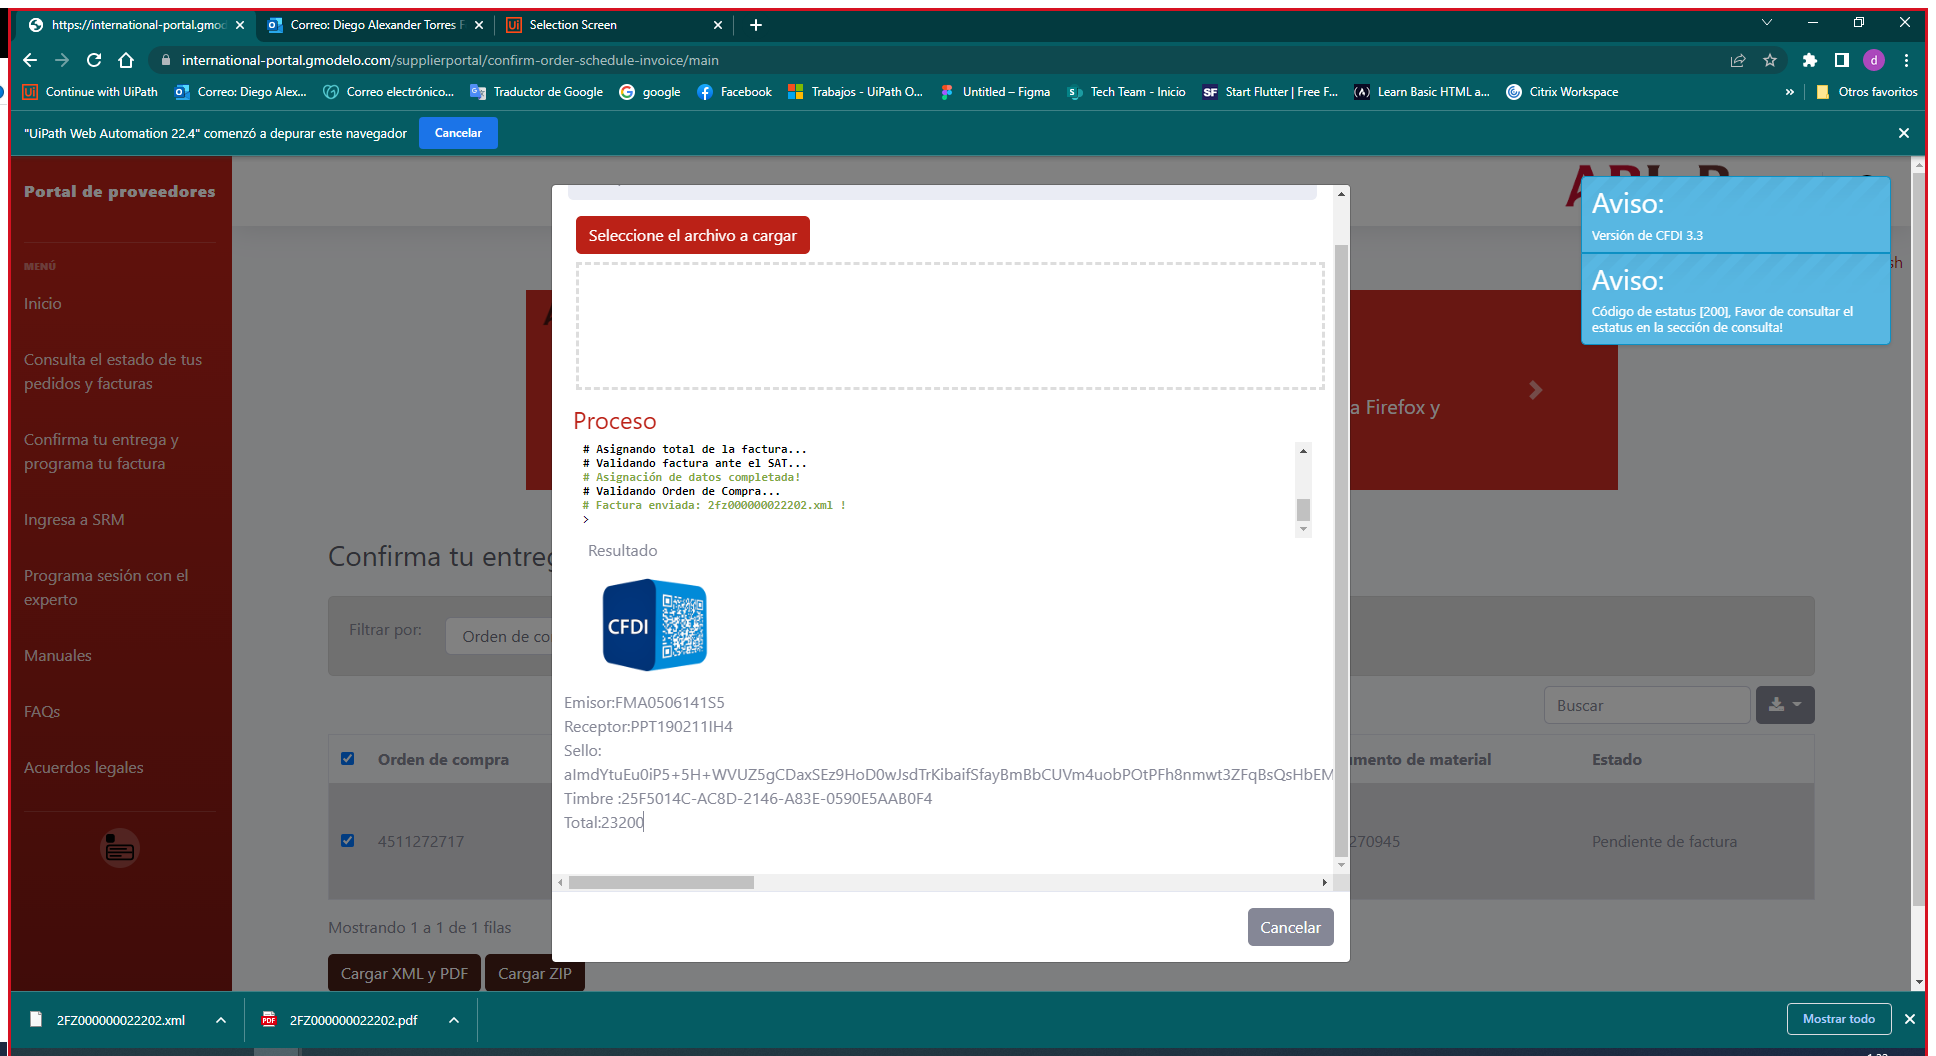 https://international-portal.gmoc
Correo: Diego Alexander Torres F
Selection Screen
international-portal.gmodelo.com/supplierportal/confirm-order-schedule-invoice/main
d
Continue with UiPath
Correo: Diego Alex...
Correo electrónico...
Traductor de Google
google
Facebook
Trabajos - UiPath O...
Untitled – Figma
Tech Team - Inicio
Start Flutter | Free F...
Learn Basic HTML a...
Citrix Workspace
»
Otros favoritos
"UiPath Web Automation 22.4" comenzó a depurar este navegador
Cancelar
Portal de proveedores
MENÚ
Inicio
Consulta el estado de tus
pedidos y facturas
Confirma tu entrega y
programa tu factura
Ingresa a SRM
Programa sesión con el
experto
Manuales
FAQs
Acuerdos legales
Aviso:
Versión de CFDI 3.3
Aviso:
Código de estatus [200], Favor de consultar el
estatus en la sección de consulta!
sh
a Firefox y
Confirma tu entreg
Filtrar por:
Orden de co
Buscar
Orden de compra
umento de material
Estado
4511272717
270945
Pendiente de factura
Mostrando 1 a 1 de 1 filas
Cargar XML y PDF
Cargar ZIP
Seleccione el archivo a cargar
Proceso
# Asignando total de la factura...
# Validando factura ante el SAT...
# Asignación de datos completada!
# Validando Orden de Compra...
# Factura enviada: 2fz000000022202.xml !
>
Resultado
CFDI
Emisor:FMA0506141S5
Receptor:PPT190211IH4
Sello:
aImdYtuEu0iP5+5H+WVUZ5gCDaxSEz9HoD0wJsdTrKibaifSfayBmBbCUVm4uobPOtPFh8nmwt3ZFqBsQsHbEM
Timbre :25F5014C-AC8D-2146-A83E-0590E5AAB0F4
Total:23200
Cancelar
2FZ000000022202.xml
2FZ000000022202.pdf
Mostrar todo